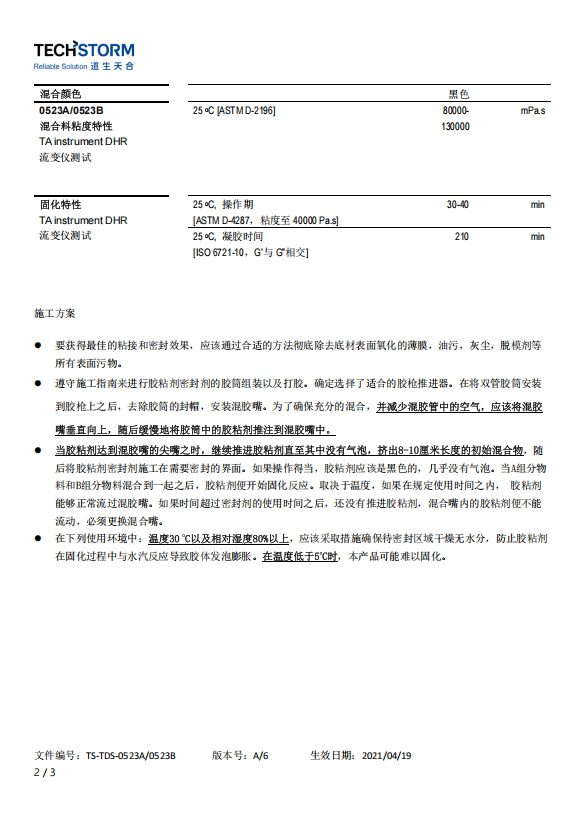 TECHSTORM
Reliable Solution 道生天合
混合颜色 黑色
0523A/0523B 25 ºC [ASTM D-2196] 80000- mPa.s
混合料粘度特性 130000
TA instrument DHR
流变仪测试
固化特性 25 ºC, 操作期 30-40 min
TA instrument DHR [ASTM D-4287，粘度至 40000 Pa.s]
流变仪测试 25 ºC, 凝胶时间 210 min
[ISO 6721-10，G'与 G"相交]
施工方案
● 要获得最佳的粘接和密封效果，应该通过合适的方法彻底除去底材表面氧化的薄膜，油污，灰尘，脱模剂等
所有表面污物。
● 遵守施工指南来进行胶粘剂密封剂的胶筒组装以及打胶。确定选择了适合的胶枪推进器。在将双管胶筒安装
到胶枪上之后，去除胶筒的封帽，安装混胶嘴。为了确保充分的混合，并减少混胶管中的空气，应该将混胶
嘴垂直向上，随后缓慢地将胶筒中的胶粘剂推注到混胶嘴中。
● 当胶粘剂达到混胶嘴的尖嘴之时，继续推进胶粘剂直至其中没有气泡，挤出8-10厘米长度的初始混合物，随
后将胶粘剂密封剂施工在需要密封的界面。如果操作得当，胶粘剂应该是黑色的，几乎没有气泡。当A组分物
料和B组分物料混合到一起之后，胶粘剂便开始固化反应。取决于温度，如果在规定使用时间之内， 胶粘剂
能够正常流过混胶嘴。如果时间超过密封剂的使用时间之后，还没有推进胶粘剂，混合嘴内的胶粘剂便不能
流动，必须更换混合嘴。
● 在下列使用环境中：温度30 ℃以及相对湿度80%以上，应该采取措施确保待密封区域干燥无水分，防止胶粘剂
在固化过程中与水汽反应导致胶体发泡膨胀。在温度低于5℃时，本产品可能难以固化。
文件编号：TS-TDS-0523A/0523B 版本号：A/6 生效日期：2021/04/19
2 / 3